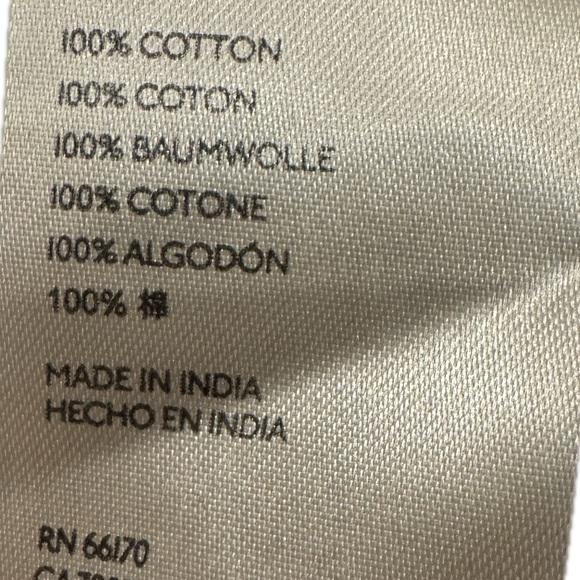 100% COTTON
100% COTON
100% BAUMWOLLE
100% COTONE
100% ALGODÓN
100% 棉
MADE IN INDIA
HECHO EN INDIA
RN 66170
CA